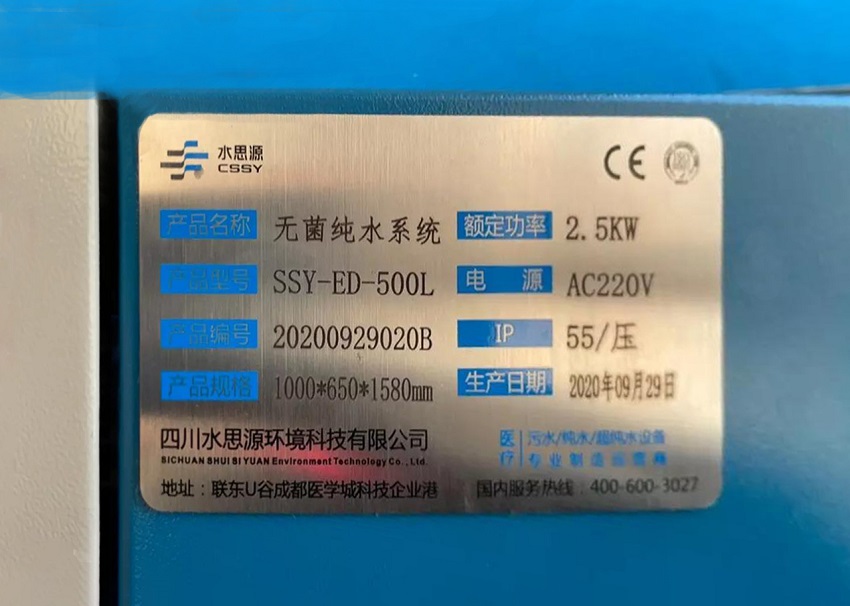 水思源
CSSY
CE
产品名称 无菌纯水系统 额定功率 2.5KW
产品型号 SSY-ED-500L 电 源 AC220V
产品编号 20200929020B IP 55/压
产品规格 1000*650*1580mm 生产日期 2020年09月29日
四川水思源环境科技有限公司
SICHUAN SHUI SI YUAN Environment Technology Co., Ltd.
医疗 污水/纯水/超纯水设备
专业制造运营商
地址：联东U谷成都医学城科技企业港 国内服务热线：400-600-3027